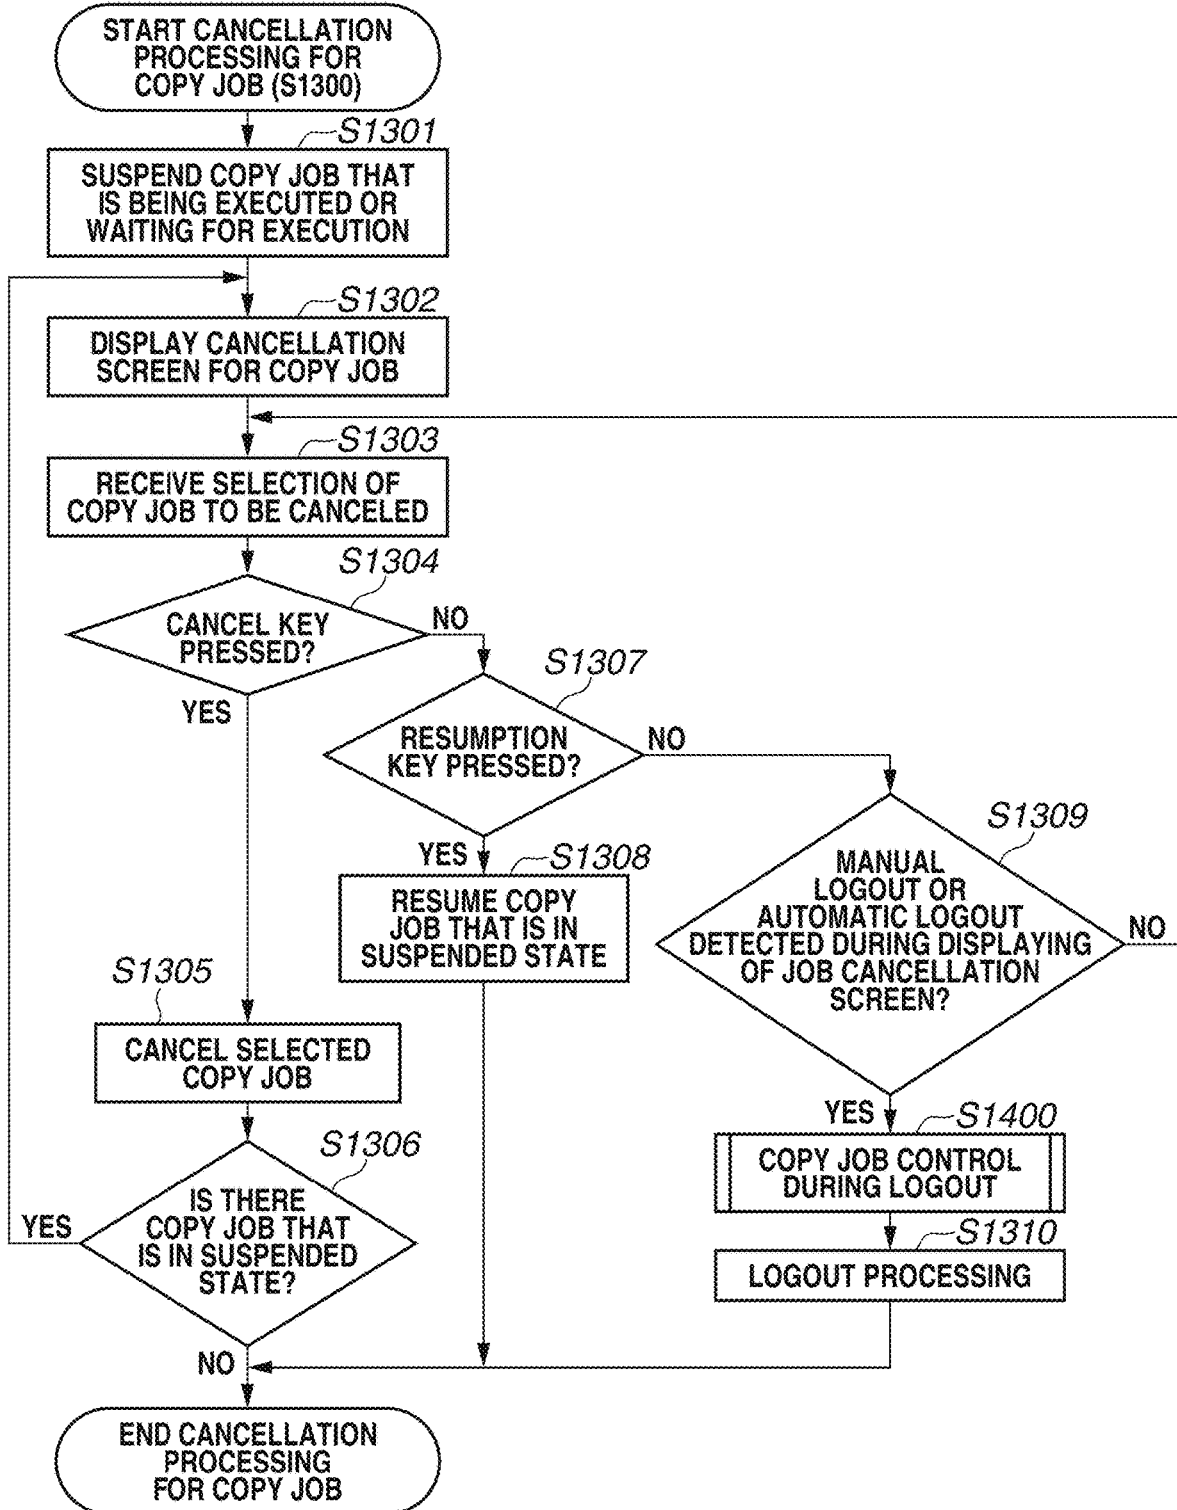 START CANCELLATION
PROCESSING FOR
COPY JOB (S1300)
S1301
SUSPEND COPY JOB THAT
IS BEING EXECUTED OR
WAITING FOR EXECUTION
S1302
DISPLAY CANCELLATION
SCREEN FOR COPY JOB
S1303
RECEIVE SELECTION OF
COPY JOB TO BE CANCELED
S1304
CANCEL KEY
PRESSED?
NO
YES
S1307
RESUMPTION
KEY PRESSED?
NO
YES
S1308
RESUME COPY
JOB THAT IS IN
SUSPENDED STATE
S1309
MANUAL
LOGOUT OR
AUTOMATIC LOGOUT
DETECTED DURING DISPLAYING
OF JOB CANCELLATION
SCREEN?
NO
YES
S1305
CANCEL SELECTED
COPY JOB
S1306
IS THERE
COPY JOB THAT
IS IN SUSPENDED
STATE?
YES
NO
S1400
COPY JOB CONTROL
DURING LOGOUT
S1310
LOGOUT PROCESSING
END CANCELLATION
PROCESSING
FOR COPY JOB